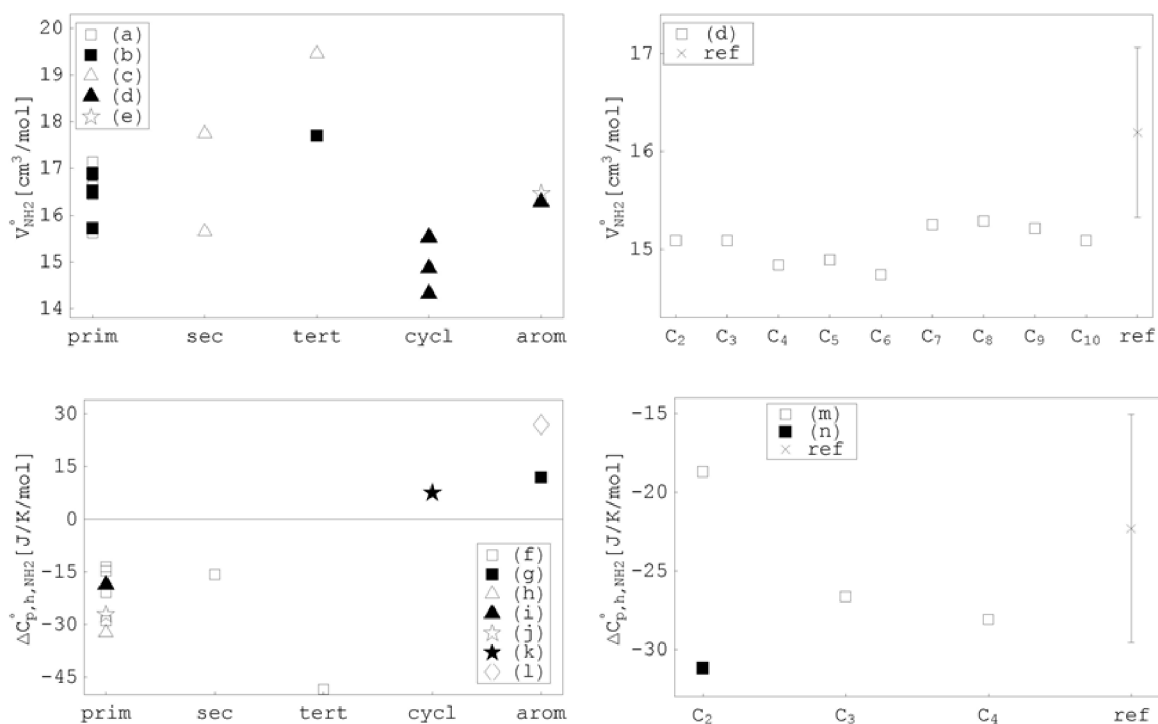 20
19
18
17
16
15
14
V̊NH2 [cm³/mol]
(a)
(b)
(c)
(d)
(e)
prim sec tert cycl arom
17
16
15
V̊NH2 [cm³/mol]
(d)
ref
C₂ C₃ C₄ C₅ C₆ C₇ C₈ C₉ C₁₀ ref
30
15
0
-15
-30
-45
ΔC̊p,h,NH2 [J/K/mol]
(f)
(g)
(h)
(i)
(j)
(k)
(l)
prim sec tert cycl arom
-15
-20
-25
-30
ΔC̊p,h,NH2 [J/K/mol]
(m)
(n)
ref
C₂ C₃ C₄ ref